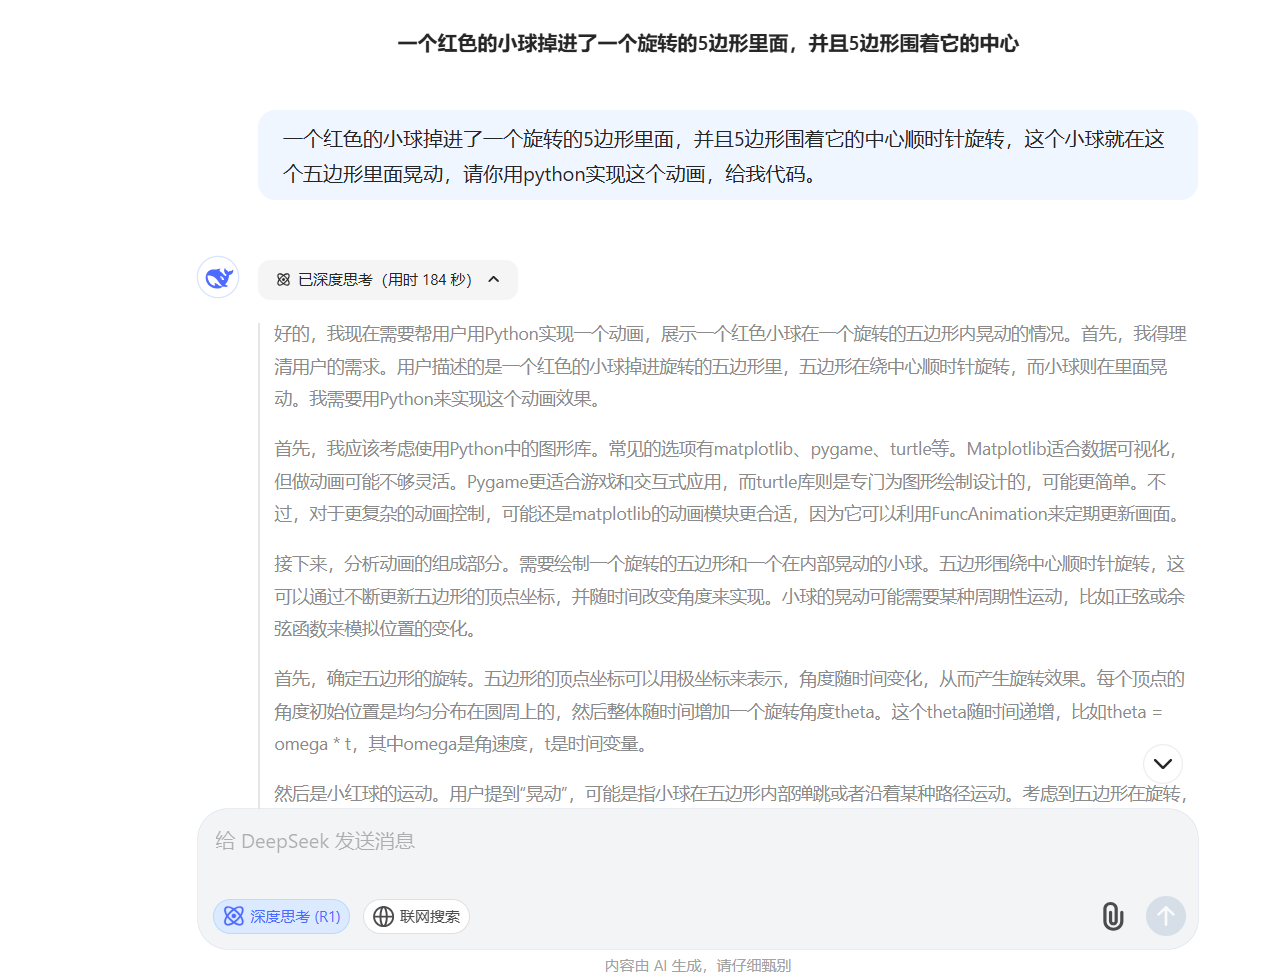 一个红色的小球掉进了一个旋转的5边形里面，并且5边形围着它的中心
一个红色的小球掉进了一个旋转的5边形里面，并且5边形围着它的中心顺时针旋转，这个小球就在这
个五边形里面晃动，请你用python实现这个动画，给我代码。
已深度思考（用时 184 秒）
好的，我现在需要帮用户用Python实现一个动画，展示一个红色小球在一个旋转的五边形内晃动的情况。首先，我得理
清用户的需求。用户描述的是一个红色的小球掉进旋转的五边形里，五边形在绕中心顺时针旋转，而小球则在里面晃
动。我需要用Python来实现这个动画效果。
首先，我应该考虑使用Python中的图形库。常见的选项有matplotlib、pygame、turtle等。Matplotlib适合数据可视化，
但做动画可能不够灵活。Pygame更适合游戏和交互式应用，而turtle库则是专门为图形绘制设计的，可能更简单。不
过，对于更复杂的动画控制，可能还是matplotlib的动画模块更合适，因为它可以利用FuncAnimation来定期更新画面。
接下来，分析动画的组成部分。需要绘制一个旋转的五边形和一个在内部晃动的小球。五边形围绕中心顺时针旋转，这
可以通过不断更新五边形的顶点坐标，并随时间改变角度来实现。小球的晃动可能需要某种周期性运动，比如正弦或余
弦函数来模拟位置的变化。
首先，确定五边形的旋转。五边形的顶点坐标可以用极坐标来表示，角度随时间变化，从而产生旋转效果。每个顶点的
角度初始位置是均匀分布在圆周上的，然后整体随时间增加一个旋转角度theta。这个theta随时间递增，比如theta =
omega * t，其中omega是角速度，t是时间变量。
然后是小红球的运动。用户提到“晃动”，可能是指小球在五边形内部弹跳或者沿着某种路径运动。考虑到五边形在旋转，
给 DeepSeek 发送消息
深度思考 (R1)
联网搜索
内容由 AI 生成，请仔细甄别